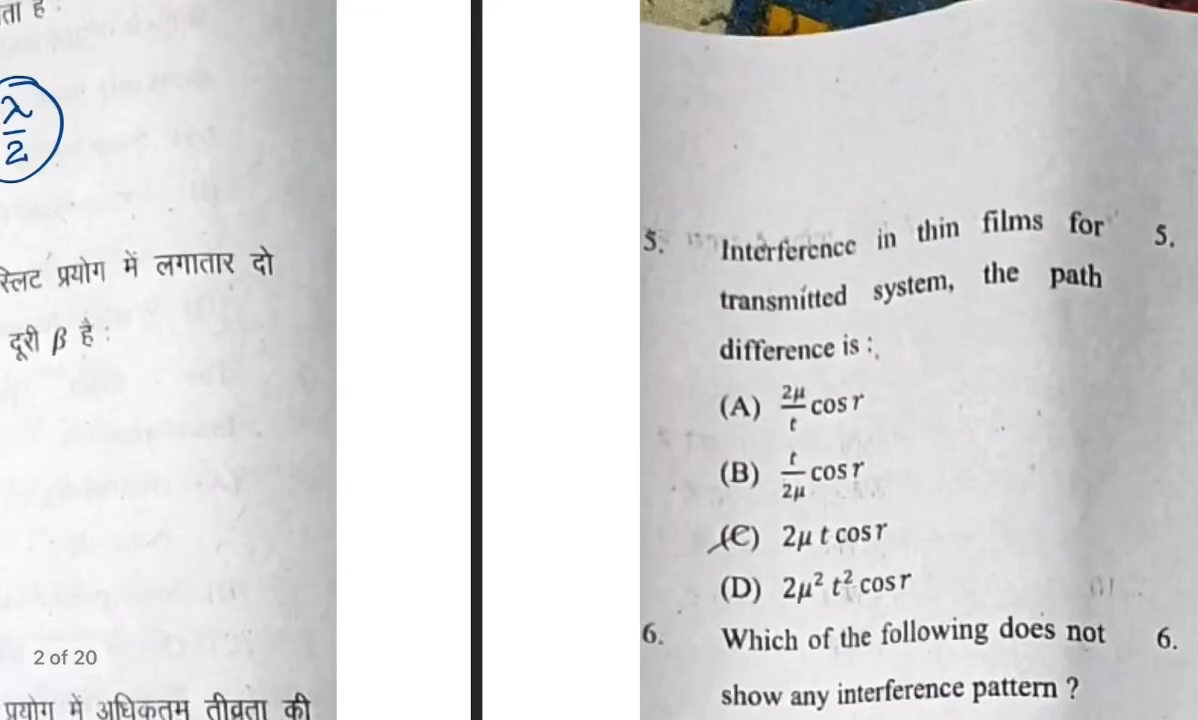 ता है :
λ/2
स्लिट प्रयोग में लगातार दो
दूरी β है :
2 of 20
प्रयोग में अधिकतम तीव्रता की
5. Interference in thin films for
transmitted system, the path
difference is :
(A) 2μ/t cos r
(B) t/2μ cos r
(C) 2μ t cos r
(D) 2μ² t² cos r
6. Which of the following does not
show any interference pattern ?
5.
6.